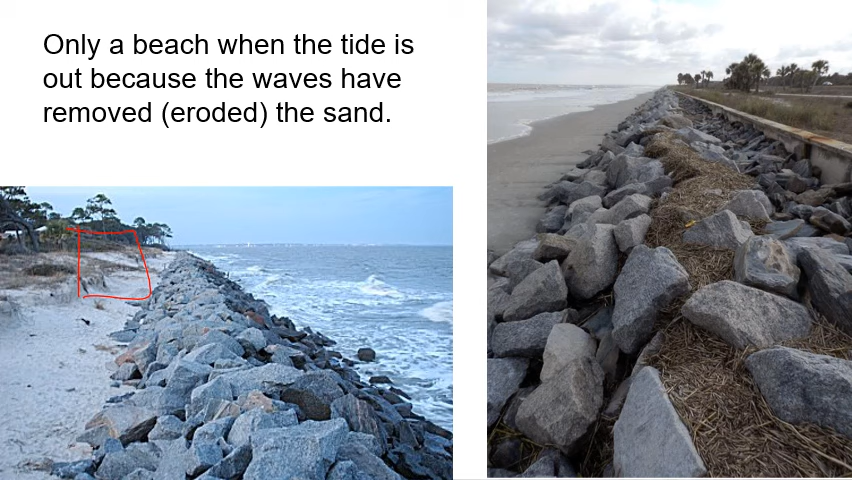 Only a beach when the tide is
out because the waves have
removed (eroded) the sand.